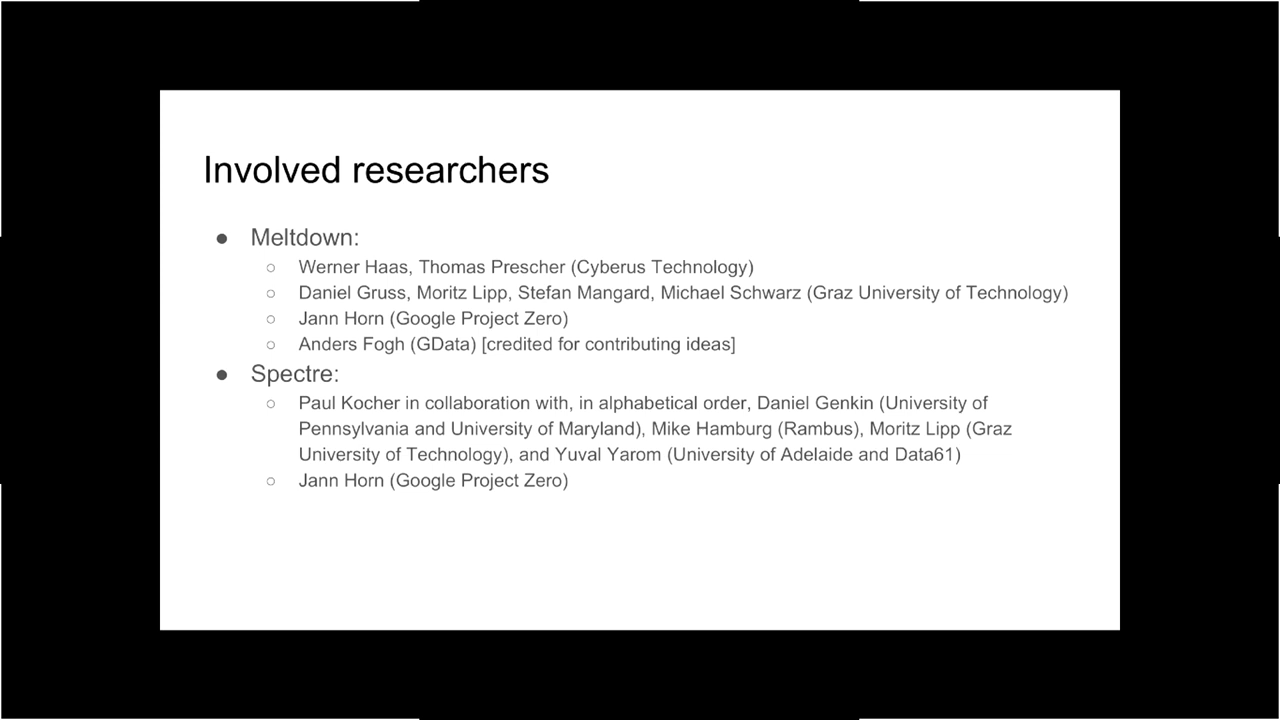 Involved researchers
● Meltdown:
○ Werner Haas, Thomas Prescher (Cyberus Technology)
○ Daniel Gruss, Moritz Lipp, Stefan Mangard, Michael Schwarz (Graz University of Technology)
○ Jann Horn (Google Project Zero)
○ Anders Fogh (GData) [credited for contributing ideas]
● Spectre:
○ Paul Kocher in collaboration with, in alphabetical order, Daniel Genkin (University of
Pennsylvania and University of Maryland), Mike Hamburg (Rambus), Moritz Lipp (Graz
University of Technology), and Yuval Yarom (University of Adelaide and Data61)
○ Jann Horn (Google Project Zero)